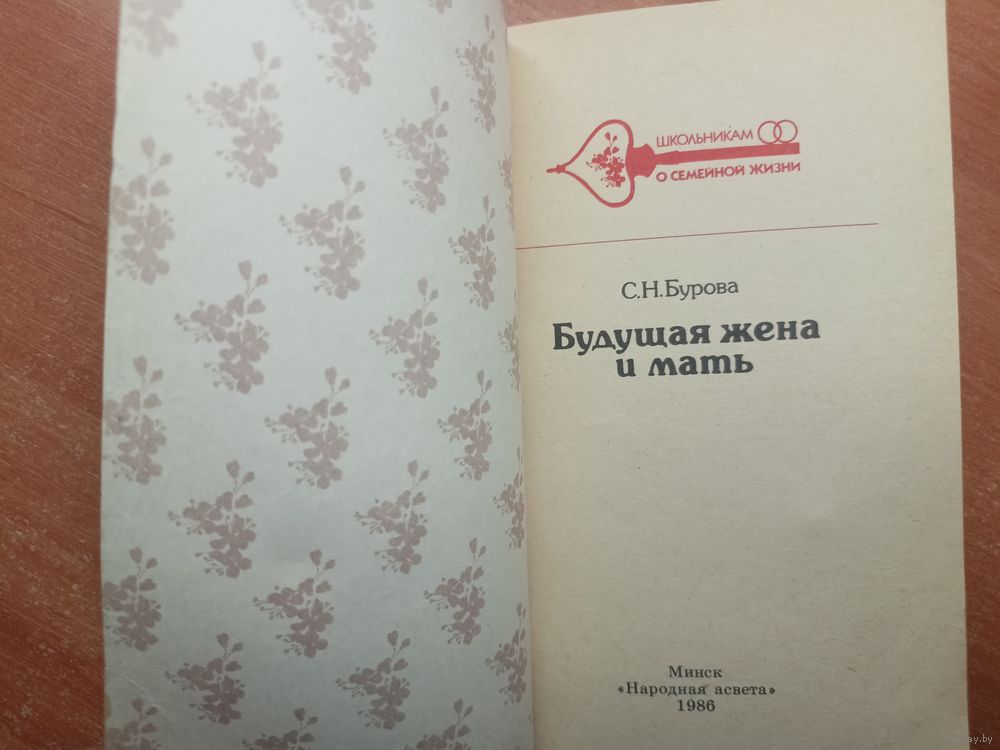 ШКОЛЬНИКАМ
О СЕМЕЙНОЙ ЖИЗНИ
С.Н.Бурова
Будущая жена
и мать
Минск
«Народная асвета»
1986